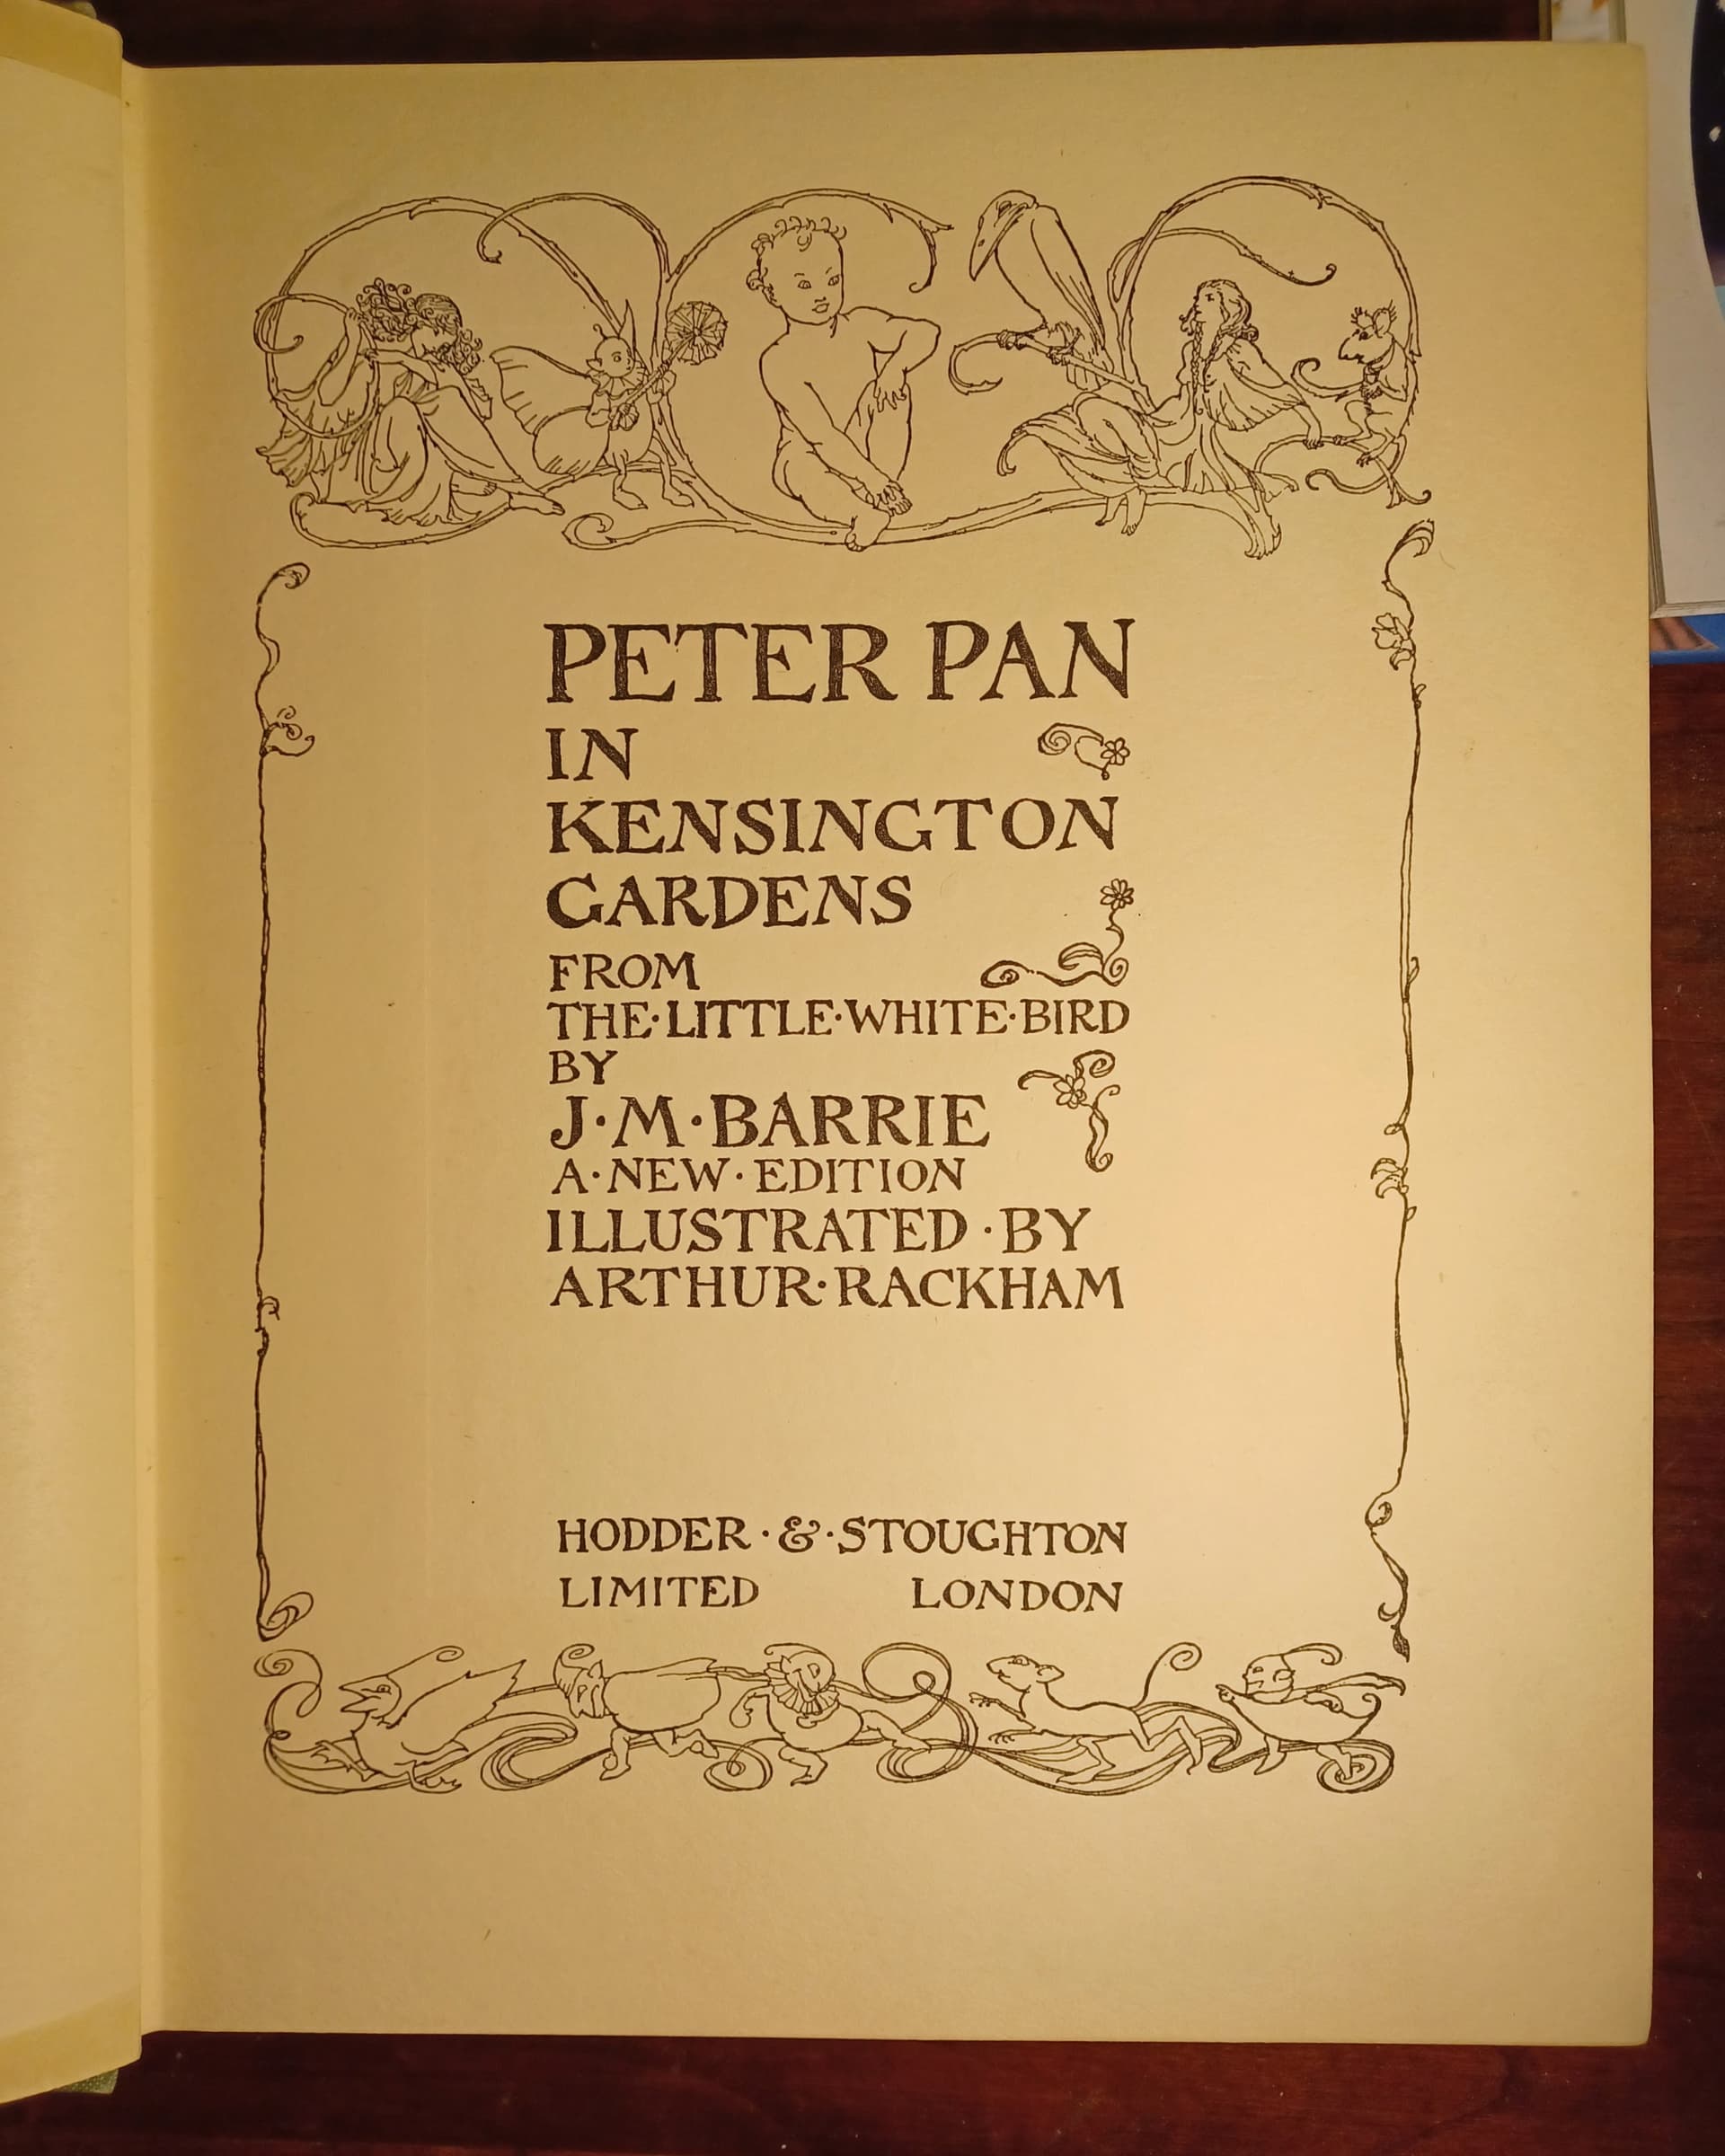 PETER PAN
IN
KENSINGTON
GARDENS
FROM
THE·LITTLE·WHITE·BIRD
BY
J·M·BARRIE
A·NEW·EDITION
ILLUSTRATED·BY
ARTHUR·RACKHAM
HODDER·&·STOUGHTON
LIMITED LONDON